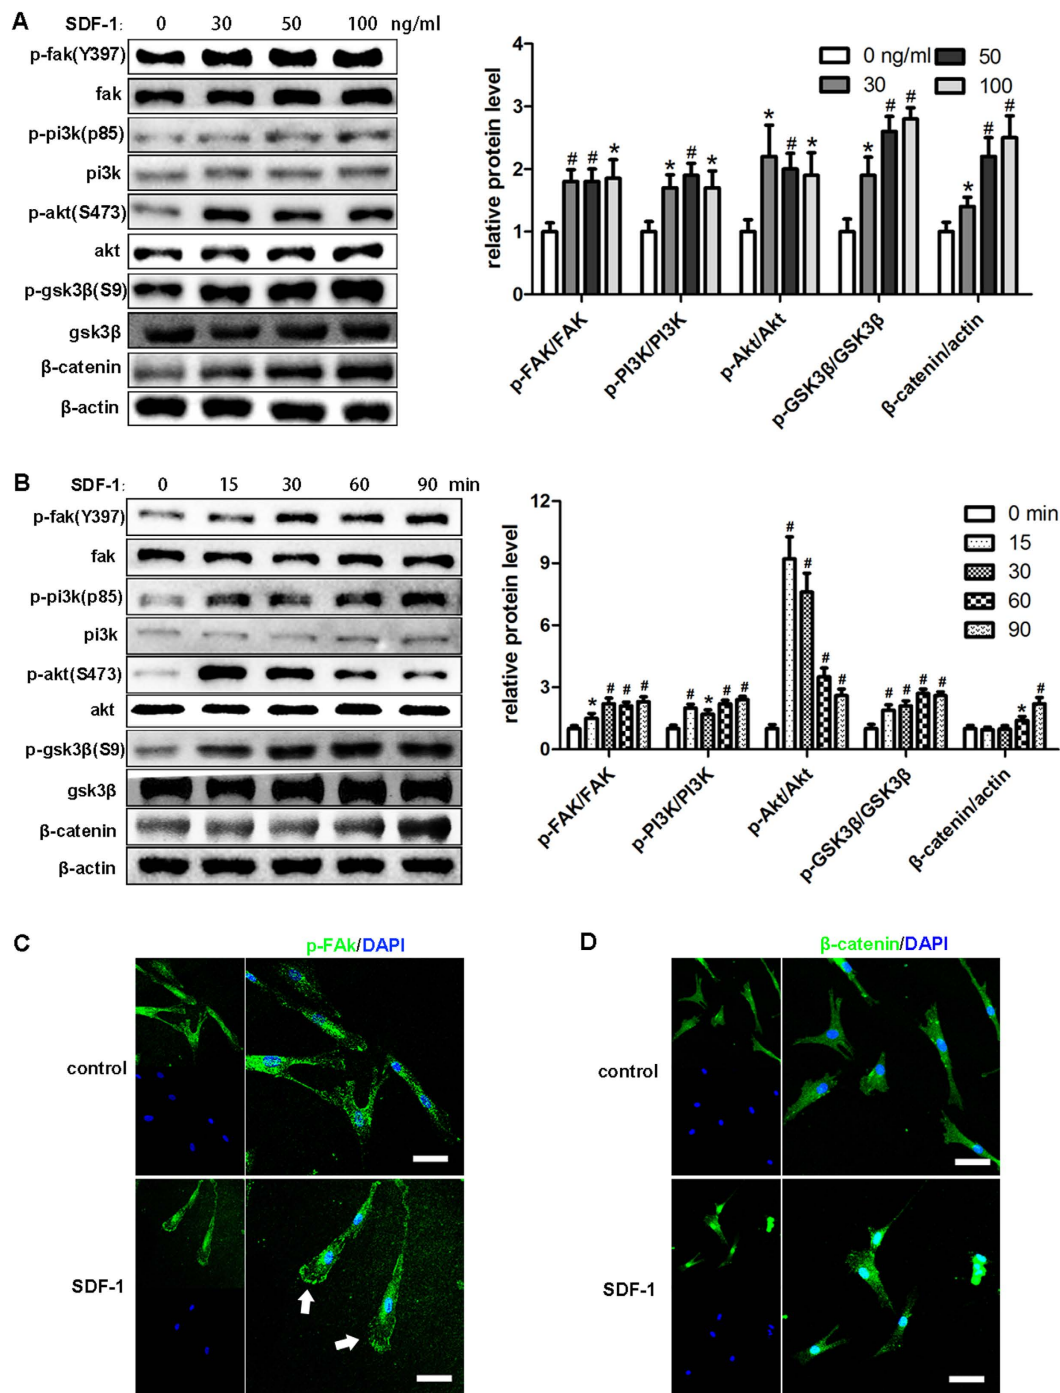 A SDF-1: 0 30 50 100 ng/ml
p-fak(Y397)
fak
p-pi3k(p85)
pi3k
p-akt(S473)
akt
p-gsk3β(S9)
gsk3β
β-catenin
β-actin
relative protein level
4
3
2
1
0
0 ng/ml
30
50
100
# # * * # * * # * * # # * # #
p-FAK/FAK
p-PI3K/PI3K
p-Akt/Akt
p-GSK3β/GSK3β
β-catenin/actin
B SDF-1: 0 15 30 60 90 min
p-fak(Y397)
fak
p-pi3k(p85)
pi3k
p-akt(S473)
akt
p-gsk3β(S9)
gsk3β
β-catenin
β-actin
relative protein level
12
9
6
3
0
0 min
15
30
60
90
* # # # # * # # # # # # # # # # * #
p-FAK/FAK
p-PI3K/PI3K
p-Akt/Akt
p-GSK3β/GSK3β
β-catenin/actin
C p-FAk/DAPI
control
SDF-1
D β-catenin/DAPI
control
SDF-1